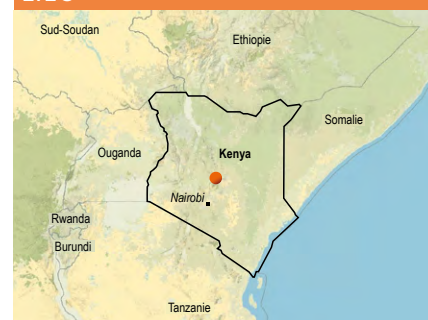 Sud-Soudan
Ethiopie
Somalie
Ouganda
Kenya
Nairobi
Rwanda
Burundi
Tanzanie